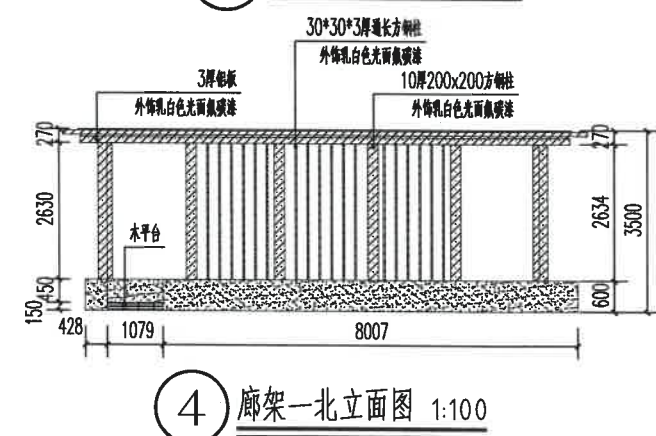 30*30*3厚通长方钢柱
外饰乳白色光面氟碳漆
3厚铝板
外饰乳白色光面氟碳漆
10厚200x200方钢柱
外饰乳白色光面氟碳漆
270
270
2630
2634
3500
木平台
450
150
600
428
1079
8007
4
廊架一北立面图 1:100